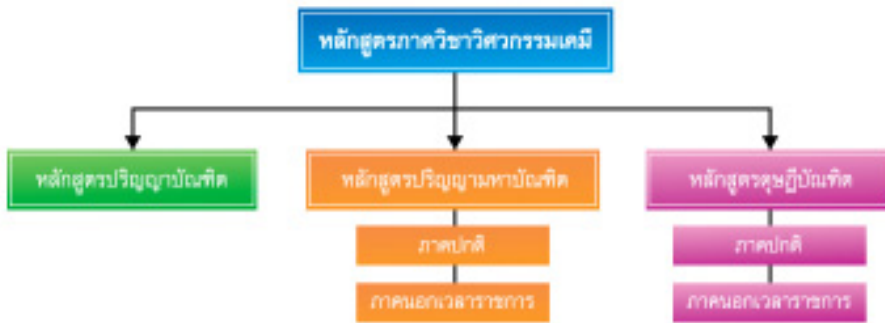 หลักสูตรภาควิชาวิศวกรรมเคมี
หลักสูตรปริญญาบัณฑิต
หลักสูตรปริญญามหาบัณฑิต
หลักสูตรดุษฎีบัณฑิต
ภาคปกติ
ภาคปกติ
ภาคนอกเวลาราชการ
ภาคนอกเวลาราชการ